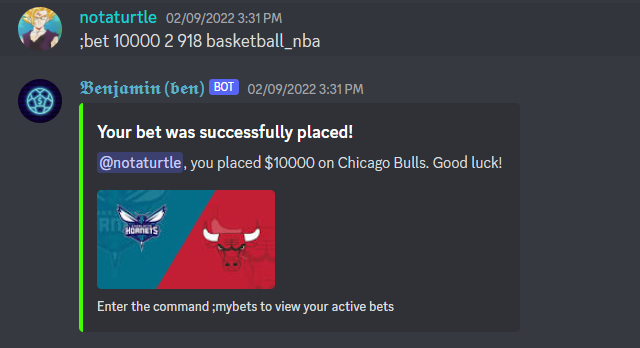 notaturtle 02/09/2022 3:31 PM
;bet 10000 2 918 basketball_nba
𝕭𝖊𝖓𝖏𝖆𝖒𝖎𝖓 (𝖇𝖊𝖓) BOT 02/09/2022 3:31 PM
Your bet was successfully placed!
@notaturtle, you placed $10000 on Chicago Bulls. Good luck!
HORNETS
Enter the command ;mybets to view your active bets